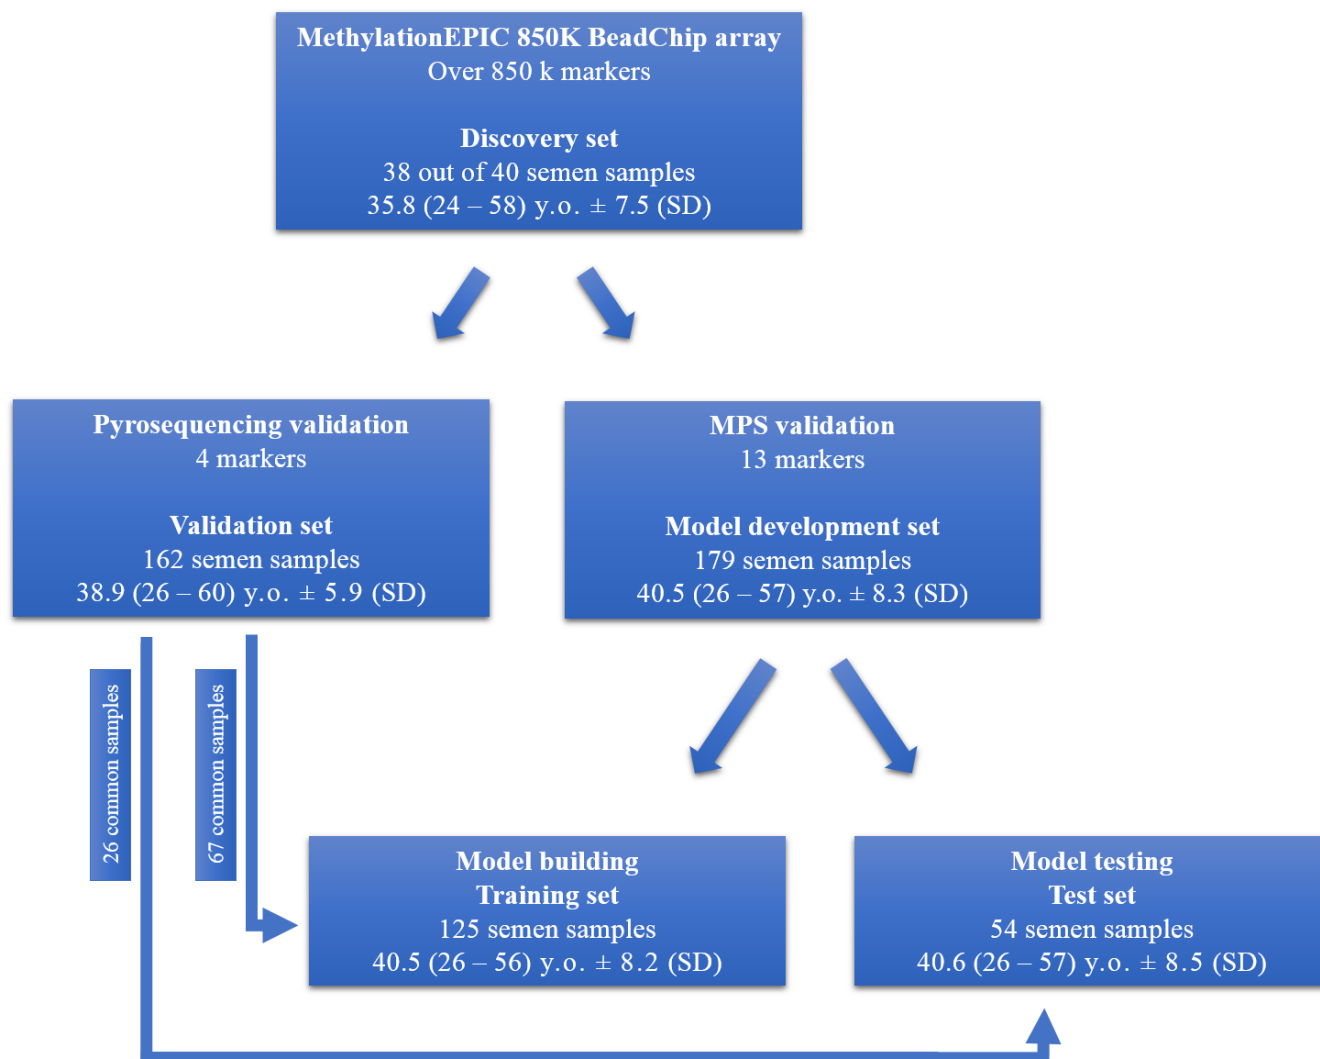 MethylationEPIC 850K BeadChip array
Over 850 k markers
Discovery set
38 out of 40 semen samples
35.8 (24 – 58) y.o. ± 7.5 (SD)
Pyrosequencing validation
4 markers
Validation set
162 semen samples
38.9 (26 – 60) y.o. ± 5.9 (SD)
MPS validation
13 markers
Model development set
179 semen samples
40.5 (26 – 57) y.o. ± 8.3 (SD)
26 common samples
67 common samples
Model building
Training set
125 semen samples
40.5 (26 – 56) y.o. ± 8.2 (SD)
Model testing
Test set
54 semen samples
40.6 (26 – 57) y.o. ± 8.5 (SD)